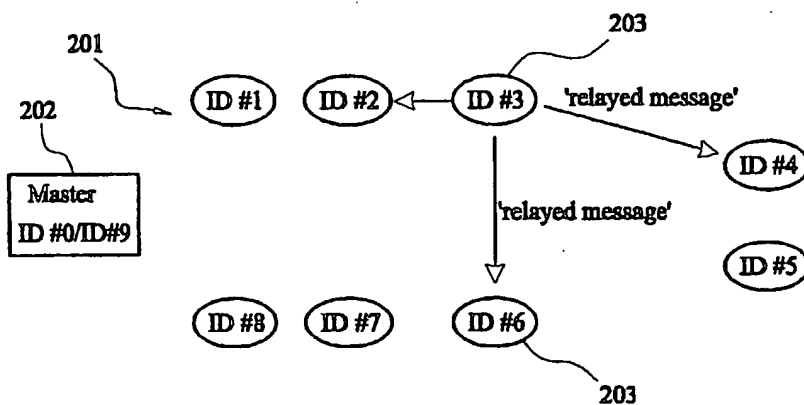 203
201
ID #1
ID #2
ID #3
'relayed message'
202
ID #4
Master
ID #0/ID#9
'relayed message'
ID #5
ID #8
ID #7
ID #6
203